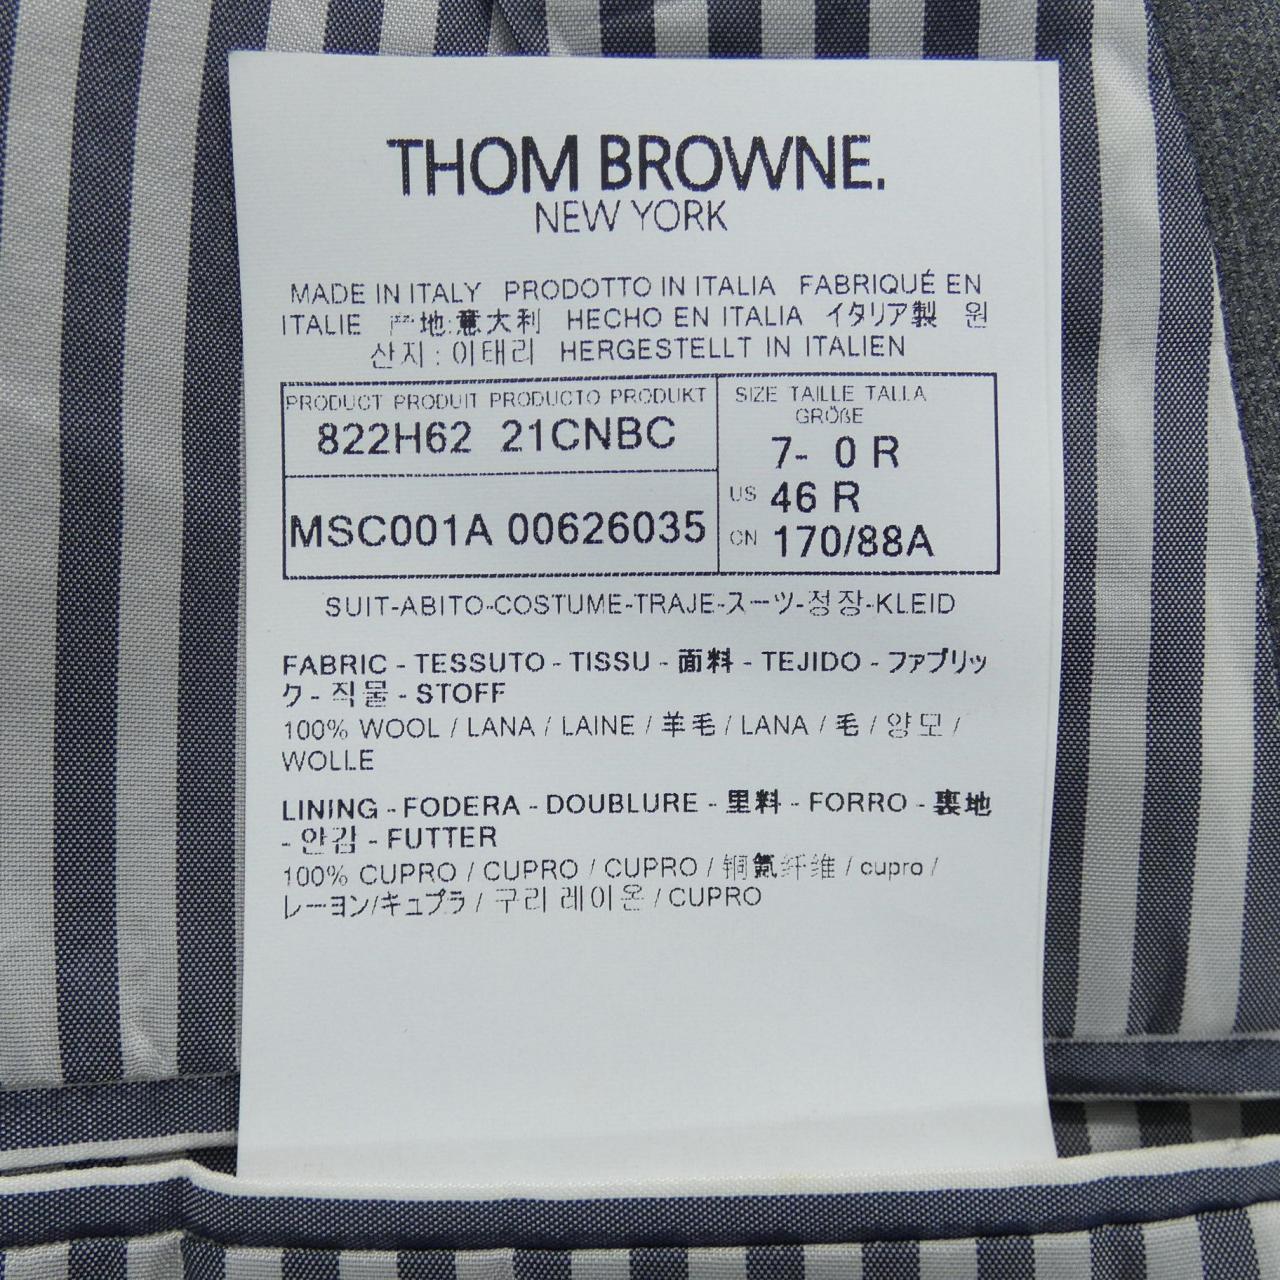 THOM BROWNE.
NEW YORK
MADE IN ITALY PRODOTTO IN ITALIA FABRIQUÉ EN
ITALIE 产地:意大利 HECHO EN ITALIA イタリア製 원
산지 : 이태리 HERGESTELLT IN ITALIEN
PRODUCT PRODUIT PRODUCTO PRODUKT
822H62 21CNBC
MSC001A 00626035
SIZE TAILLE TALLA
GRÖßE
7- 0 R
US 46 R
CN 170/88A
SUIT-ABITO-COSTUME-TRAJE-スーツ-정장-KLEID
FABRIC - TESSUTO - TISSU - 面料 - TEJIDO - ファブリッ
ク - 직물 - STOFF
100% WOOL / LANA / LAINE / 羊毛 / LANA / 毛 / 양모 /
WOLLE
LINING - FODERA - DOUBLURE - 里料 - FORRO - 裏地
- 안감 - FUTTER
100% CUPRO / CUPRO / CUPRO / 铜氨纤维 / cupro /
レーヨン/キュプラ / 구리 레이온 / CUPRO